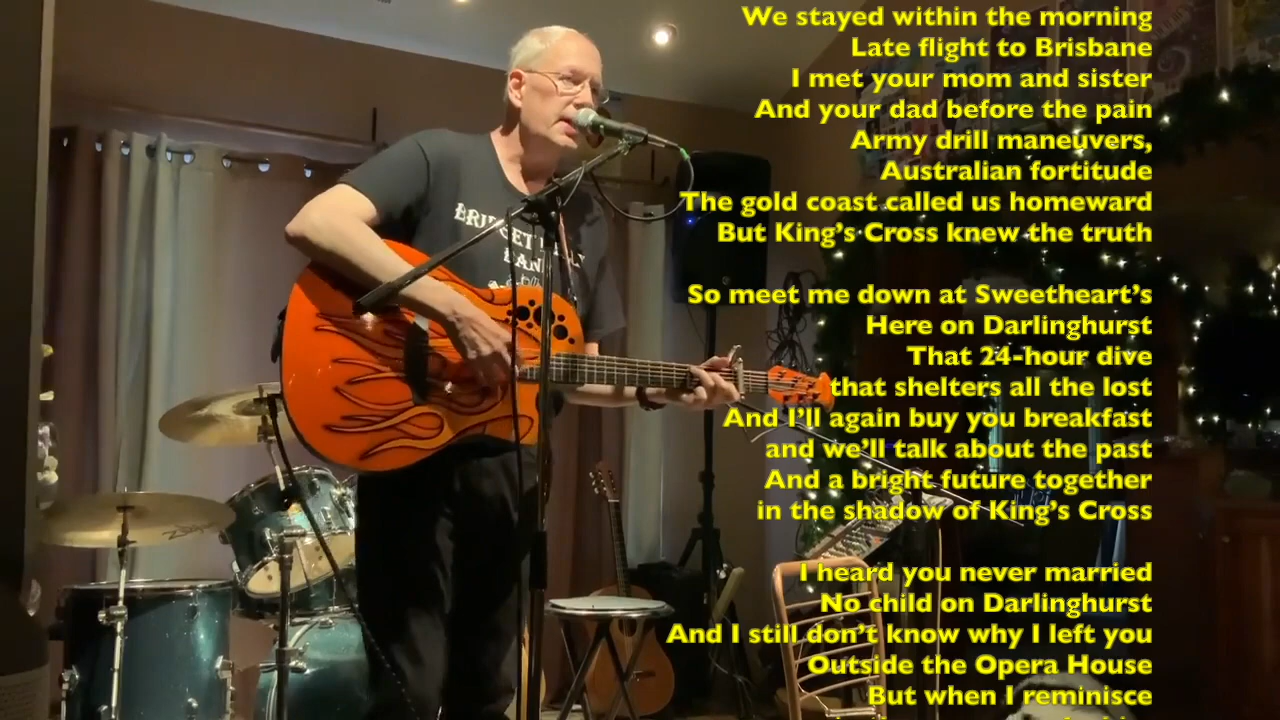 We stayed within the morning
Late flight to Brisbane
I met your mom and sister
And your dad before the pain
Army drill maneuvers,
Australian fortitude
The gold coast called us homeward
But King's Cross knew the truth
So meet me down at Sweetheart's
Here on Darlinghurst
That 24-hour dive
that shelters all the lost
And I'll again buy you breakfast
and we'll talk about the past
And a bright future together
in the shadow of King's Cross
I heard you never married
No child on Darlinghurst
And I still don't know why I left you
Outside the Opera House
But when I reminisce